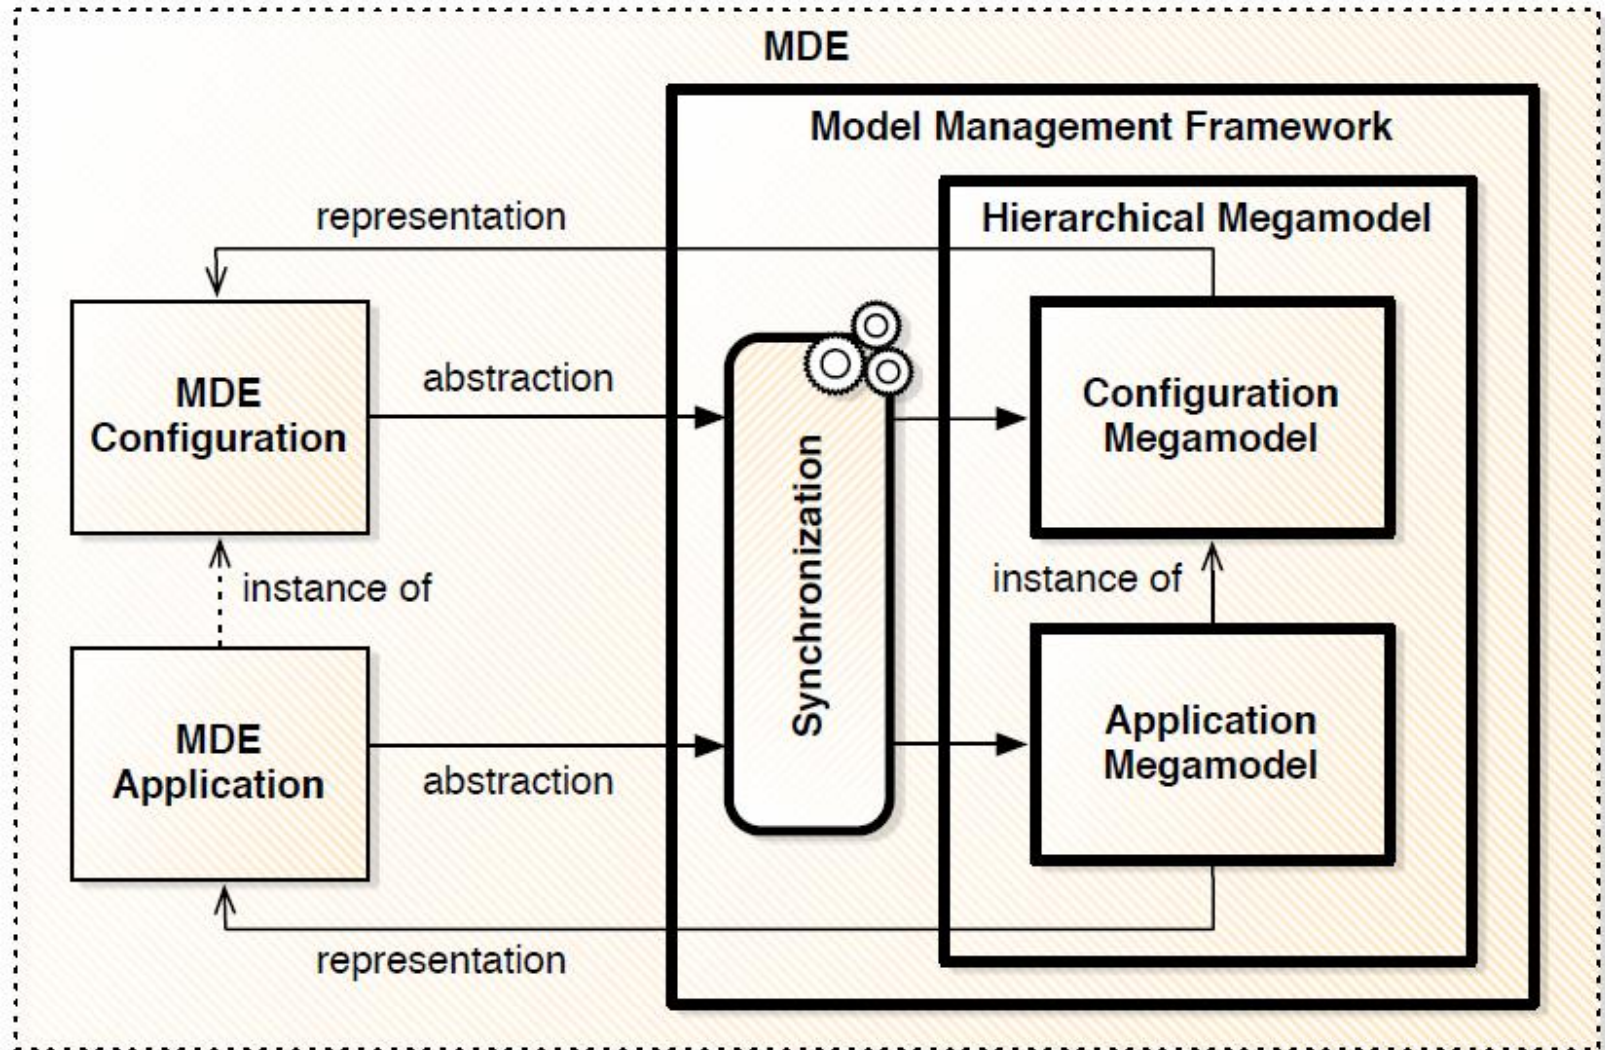 MDE
Model Management Framework
Hierarchical Megamodel
representation
MDE
Configuration
abstraction
Synchronization
Configuration
Megamodel
instance of
instance of
MDE
Application
abstraction
Application
Megamodel
representation